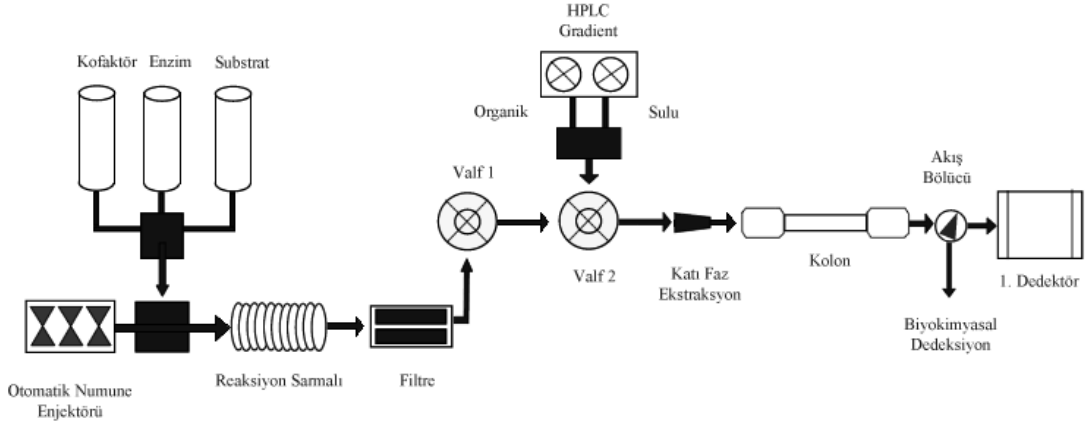 HPLC
Gradient
Kofaktör Enzim Substrat
Organik Sulu
Valf 1
Akış
Bölücü
Valf 2
Katı Faz
Ekstraksyon
Kolon
1. Dedektör
Biyokimyasal
Dedeksiyon
Otomatik Numune
Enjektörü
Reaksiyon Sarmalı
Filtre